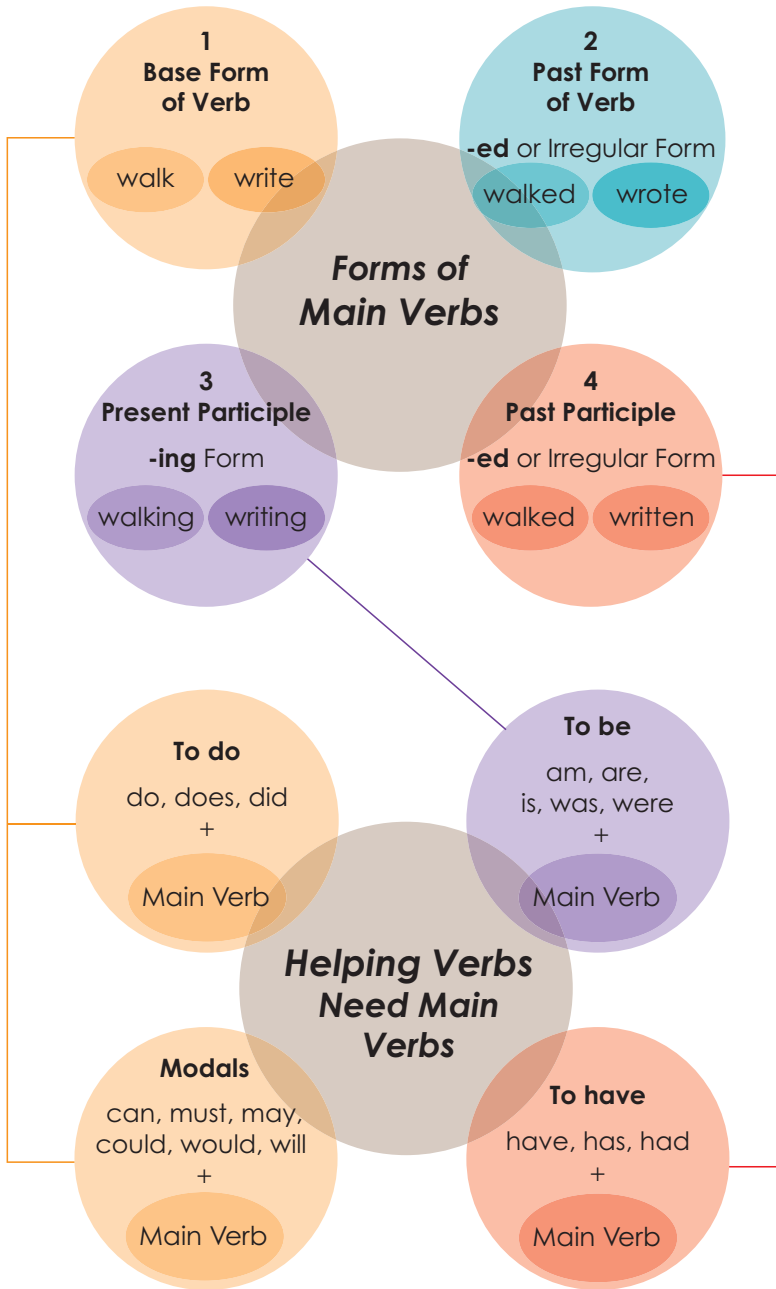 1
Base Form
of Verb
walk
write
2
Past Form
of Verb
-ed or Irregular Form
walked
wrote
Forms of
Main Verbs
3
Present Participle
-ing Form
walking
writing
4
Past Participle
-ed or Irregular Form
walked
written
To do
do, does, did
+
Main Verb
To be
am, are,
is, was, were
+
Main Verb
Helping Verbs
Need Main
Verbs
Modals
can, must, may,
could, would, will
+
Main Verb
To have
have, has, had
+
Main Verb